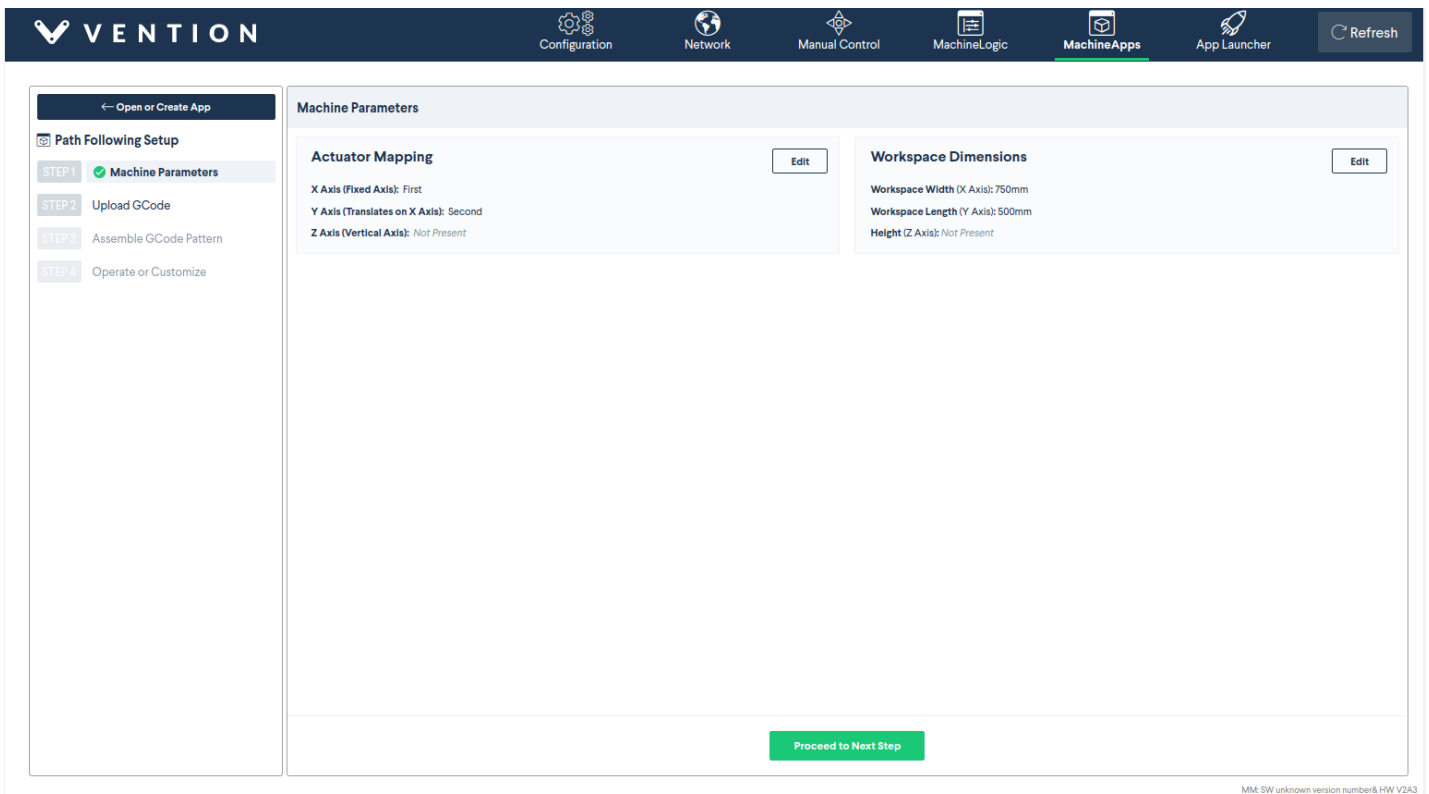 VENTION
Configuration
Network
Manual Control
MachineLogic
MachineApps
App Launcher
Refresh
← Open or Create App
Path Following Setup
STEP 1 Machine Parameters
STEP 2 Upload GCode
STEP 3 Assemble GCode Pattern
STEP 4 Operate or Customize
Machine Parameters
Actuator Mapping
Edit
X Axis (Fixed Axis): First
Y Axis (Translates on X Axis): Second
Z Axis (Vertical Axis): Not Present
Workspace Dimensions
Edit
Workspace Width (X Axis): 750mm
Workspace Length (Y Axis): 500mm
Height (Z Axis): Not Present
Proceed to Next Step
MM: SW unknown version number& HW V2A3